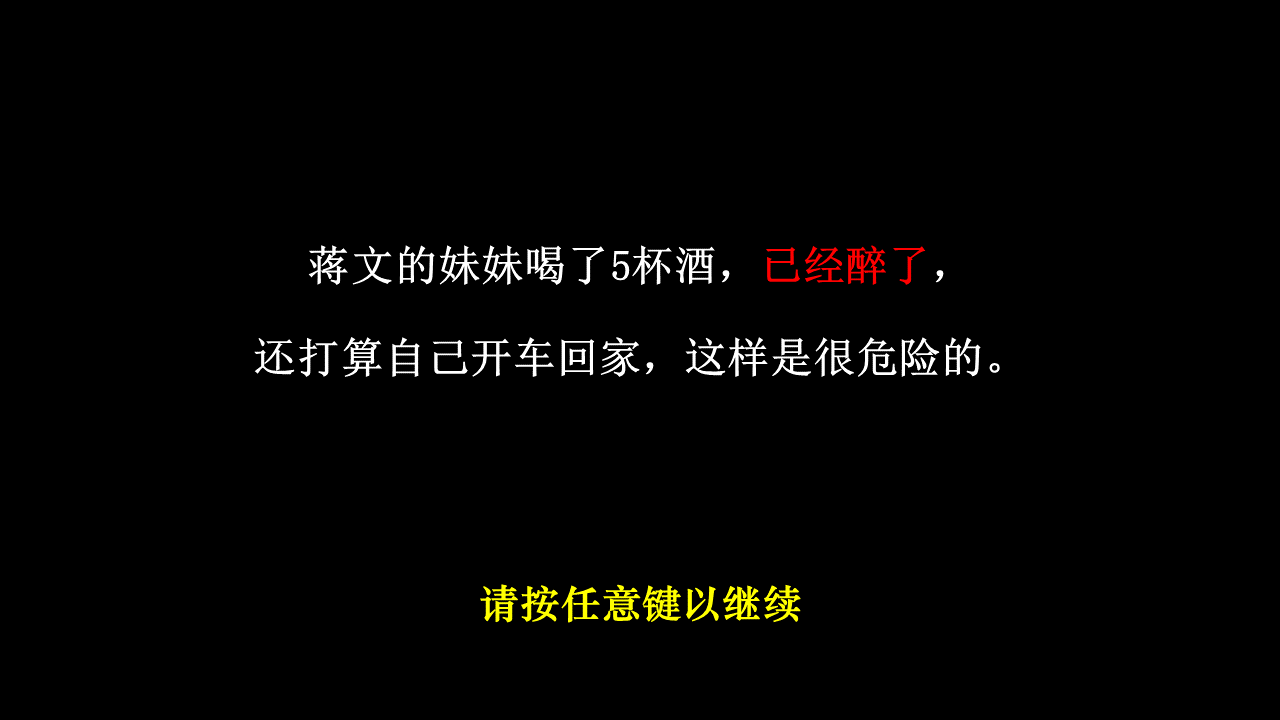 蒋文的妹妹喝了5杯酒，已经醉了，
还打算自己开车回家，这样是很危险的。
请按任意键以继续